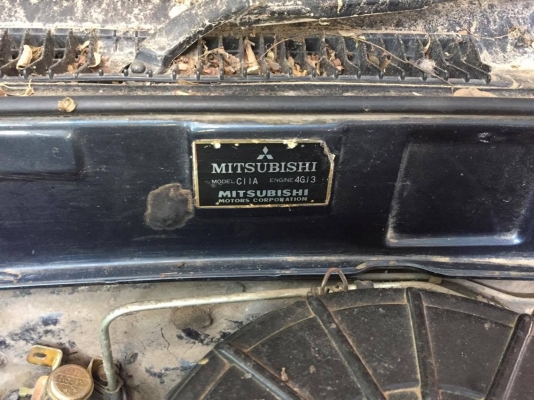 MITSUBISHI
MODEL C11A ENGINE 4G13
MITSUBISHI
MOTORS CORPORATION